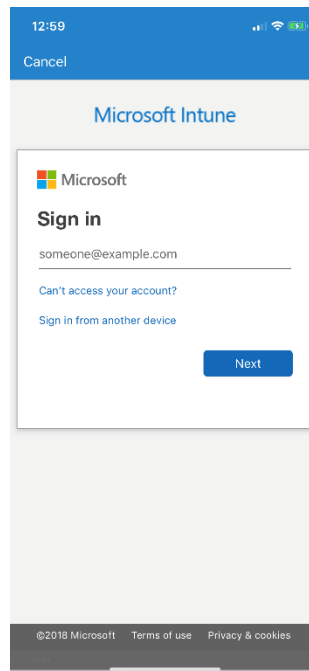 12:59
Cancel
Microsoft Intune
Microsoft
Sign in
someone@example.com
Can't access your account?
Sign in from another device
Next
©2018 Microsoft Terms of use Privacy & cookies